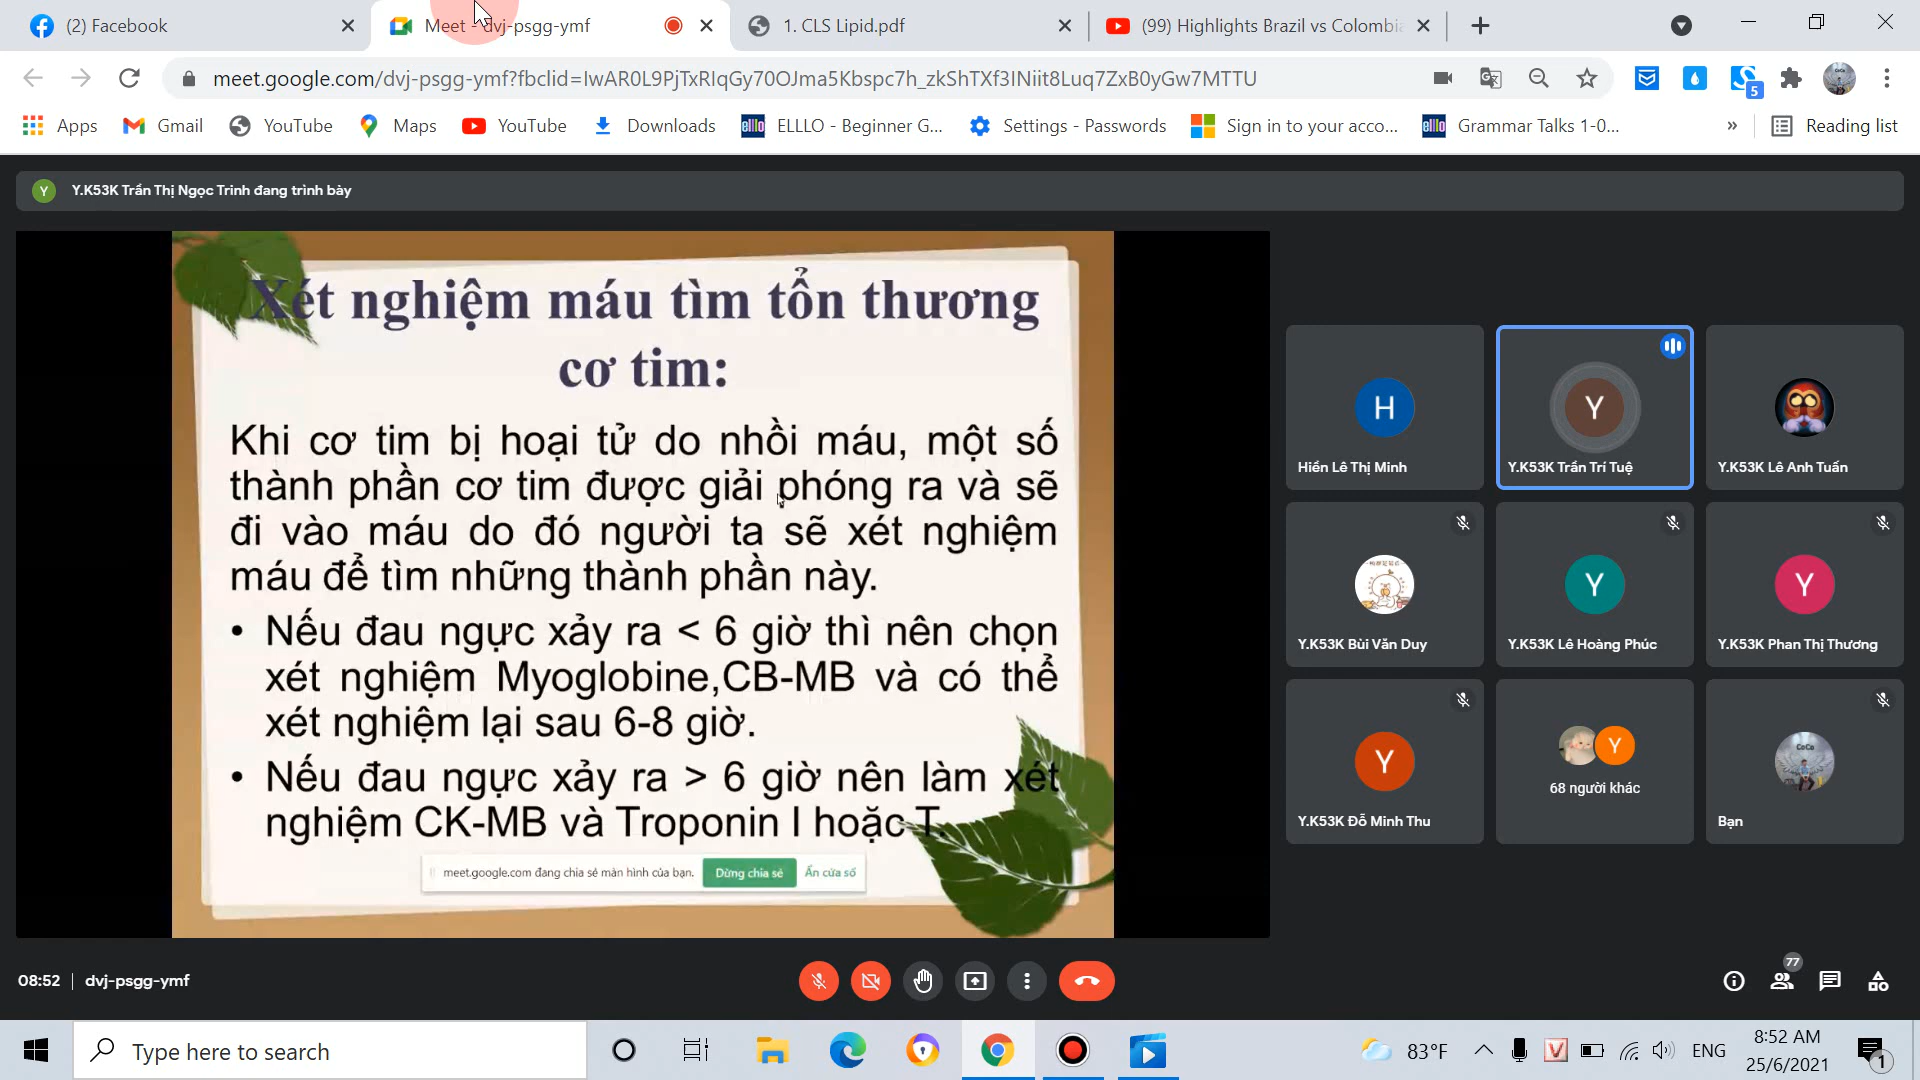 (2) Facebook
Meet - dvj-psgg-ymf
1. CLS Lipid.pdf
(99) Highlights Brazil vs Colombia
meet.google.com/dvj-psgg-ymf?fbclid=IwAR0L9PjTxRIqGy70OJma5Kbspc7h_zkShTXf3INiit8Luq7ZxB0yGw7MTTU
5
Apps
Gmail
YouTube
Maps
YouTube
Downloads
elllo
ELLLO - Beginner G...
Settings - Passwords
Sign in to your acco...
elllo
Grammar Talks 1-0...
»
Reading list
Y
Y.K53K Trần Thị Ngọc Trinh đang trình bày
Xét nghiệm máu tìm tổn thương
cơ tim:
Khi cơ tim bị hoại tử do nhồi máu, một số
thành phần cơ tim được giải phóng ra và sẽ
đi vào máu do đó người ta sẽ xét nghiệm
máu để tìm những thành phần này.
• Nếu đau ngực xảy ra < 6 giờ thì nên chọn
xét nghiệm Myoglobine,CB-MB và có thể
xét nghiệm lại sau 6-8 giờ.
• Nếu đau ngực xảy ra > 6 giờ nên làm xét
nghiệm CK-MB và Troponin I hoặc T.
meet.google.com đang chia sẻ màn hình của bạn.
Dừng chia sẻ
Ẩn cửa sổ
H
Hiền Lê Thị Minh
Y
Y.K53K Trần Trí Tuệ
Y.K53K Lê Anh Tuấn
Y.K53K Bùi Văn Duy
Y
Y.K53K Lê Hoàng Phúc
Y
Y.K53K Phan Thị Thương
Y
Y.K53K Đỗ Minh Thu
Y
68 người khác
CoCo
Bạn
08:52 | dvj-psgg-ymf
77
Type here to search
83°F
V
ENG
8:52 AM
25/6/2021
1